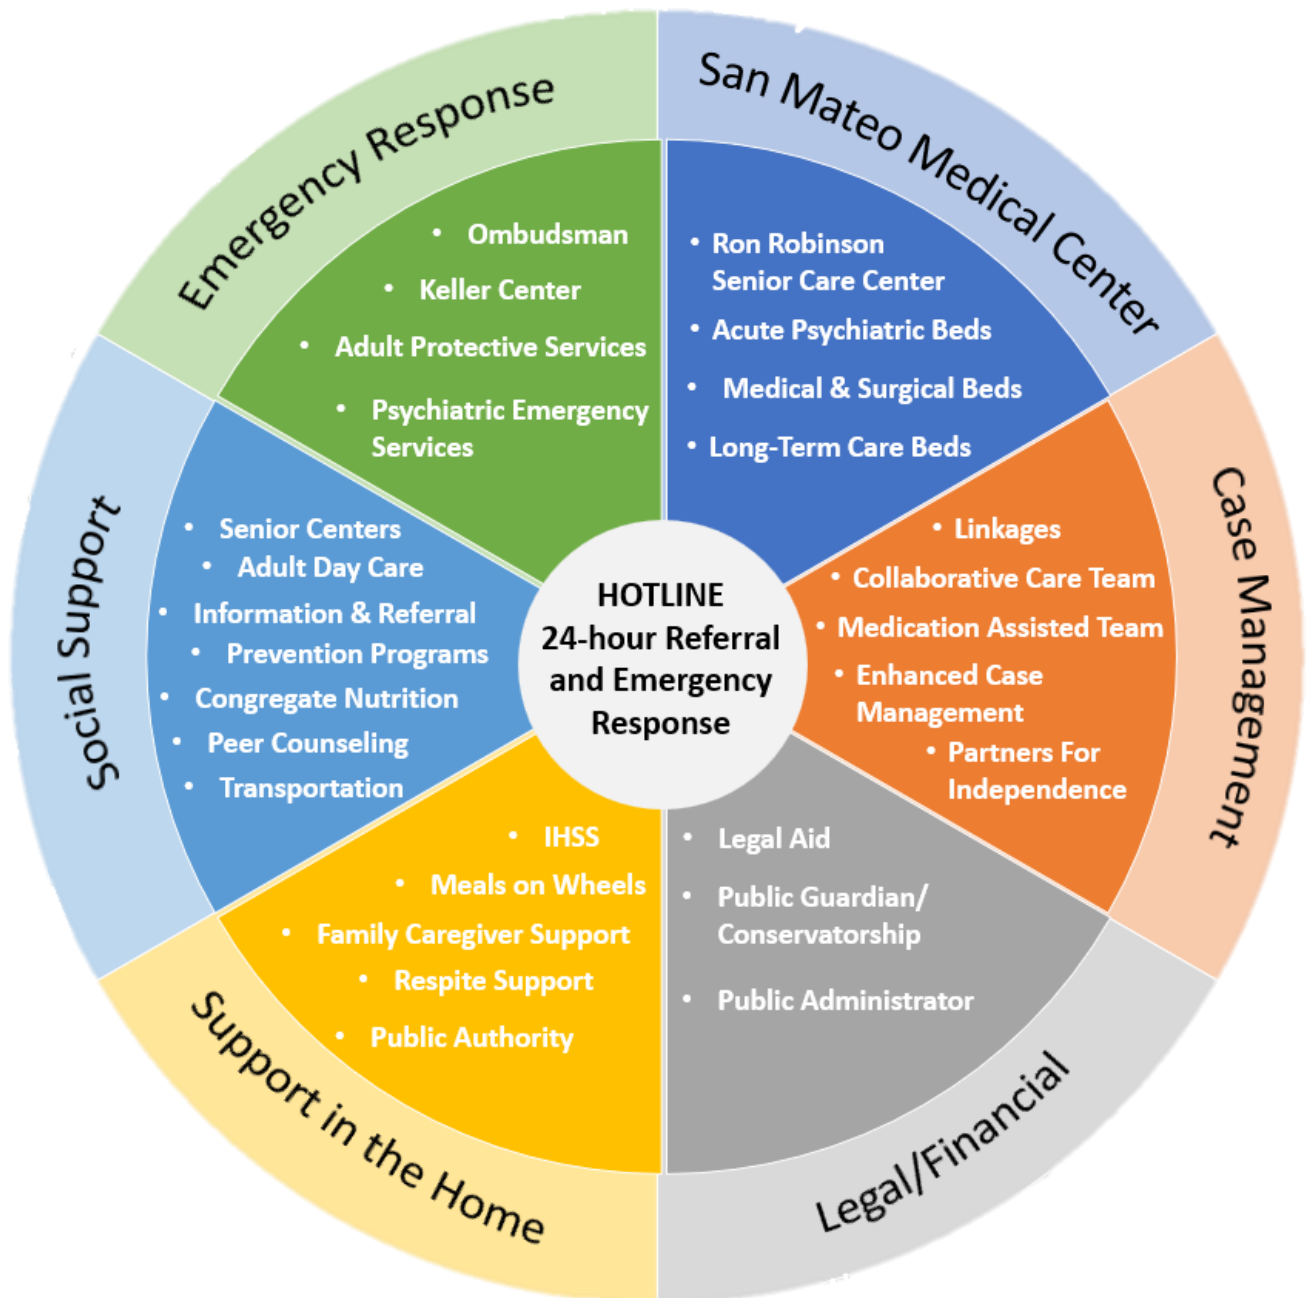 Emergency Response
• Ombudsman
• Keller Center
• Adult Protective Services
• Psychiatric Emergency
Services
San Mateo Medical Center
• Ron Robinson
Senior Care Center
• Acute Psychiatric Beds
• Medical & Surgical Beds
• Long-Term Care Beds
Case Management
• Linkages
• Collaborative Care Team
• Medication Assisted Team
• Enhanced Case
Management
• Partners For
Independence
Legal/Financial
• Legal Aid
• Public Guardian/
Conservatorship
• Public Administrator
Support in the Home
• IHSS
• Meals on Wheels
• Family Caregiver Support
• Respite Support
• Public Authority
Social Support
• Senior Centers
• Adult Day Care
• Information & Referral
• Prevention Programs
• Congregate Nutrition
• Peer Counseling
• Transportation
HOTLINE
24-hour Referral
and Emergency
Response